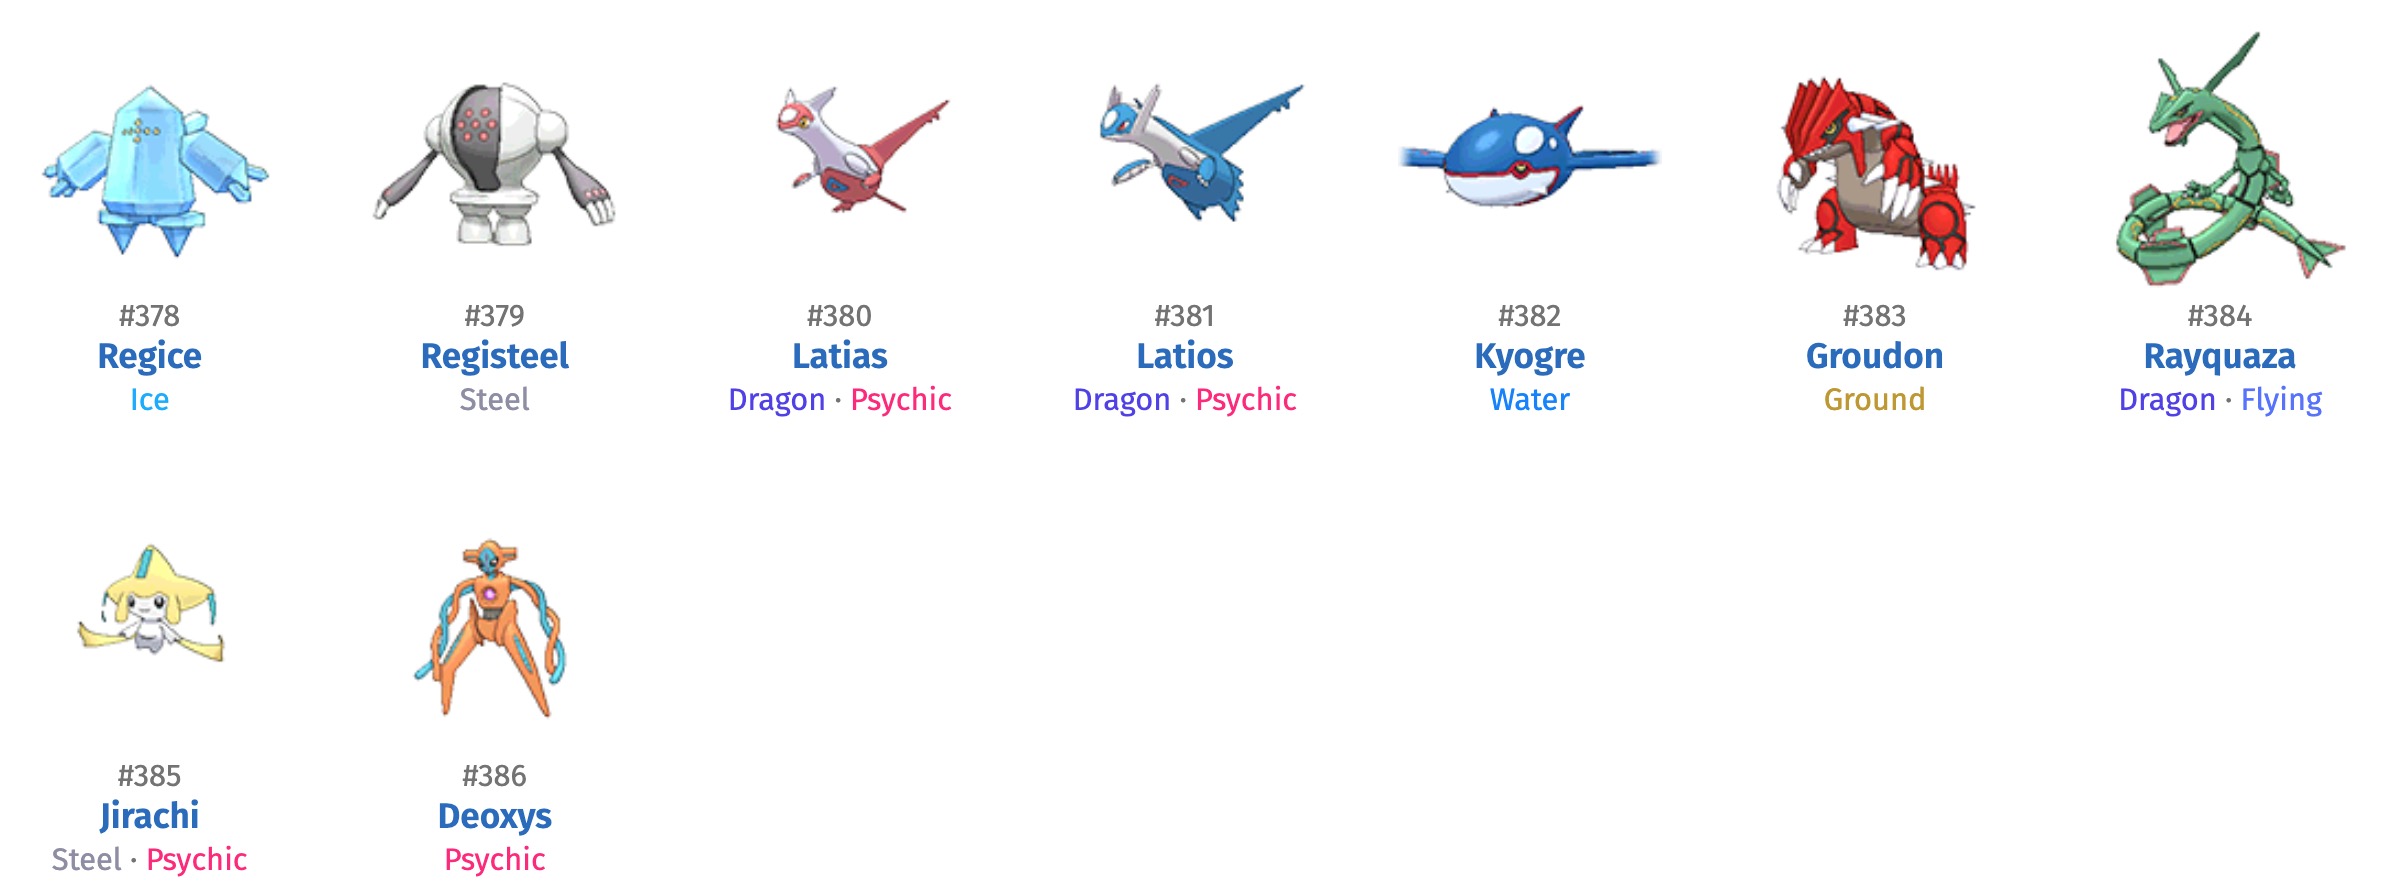 #378
Regice
Ice
#379
Registeel
Steel
#380
Latias
Dragon · Psychic
#381
Latios
Dragon · Psychic
#382
Kyogre
Water
#383
Groudon
Ground
#384
Rayquaza
Dragon · Flying
#385
Jirachi
Steel · Psychic
#386
Deoxys
Psychic